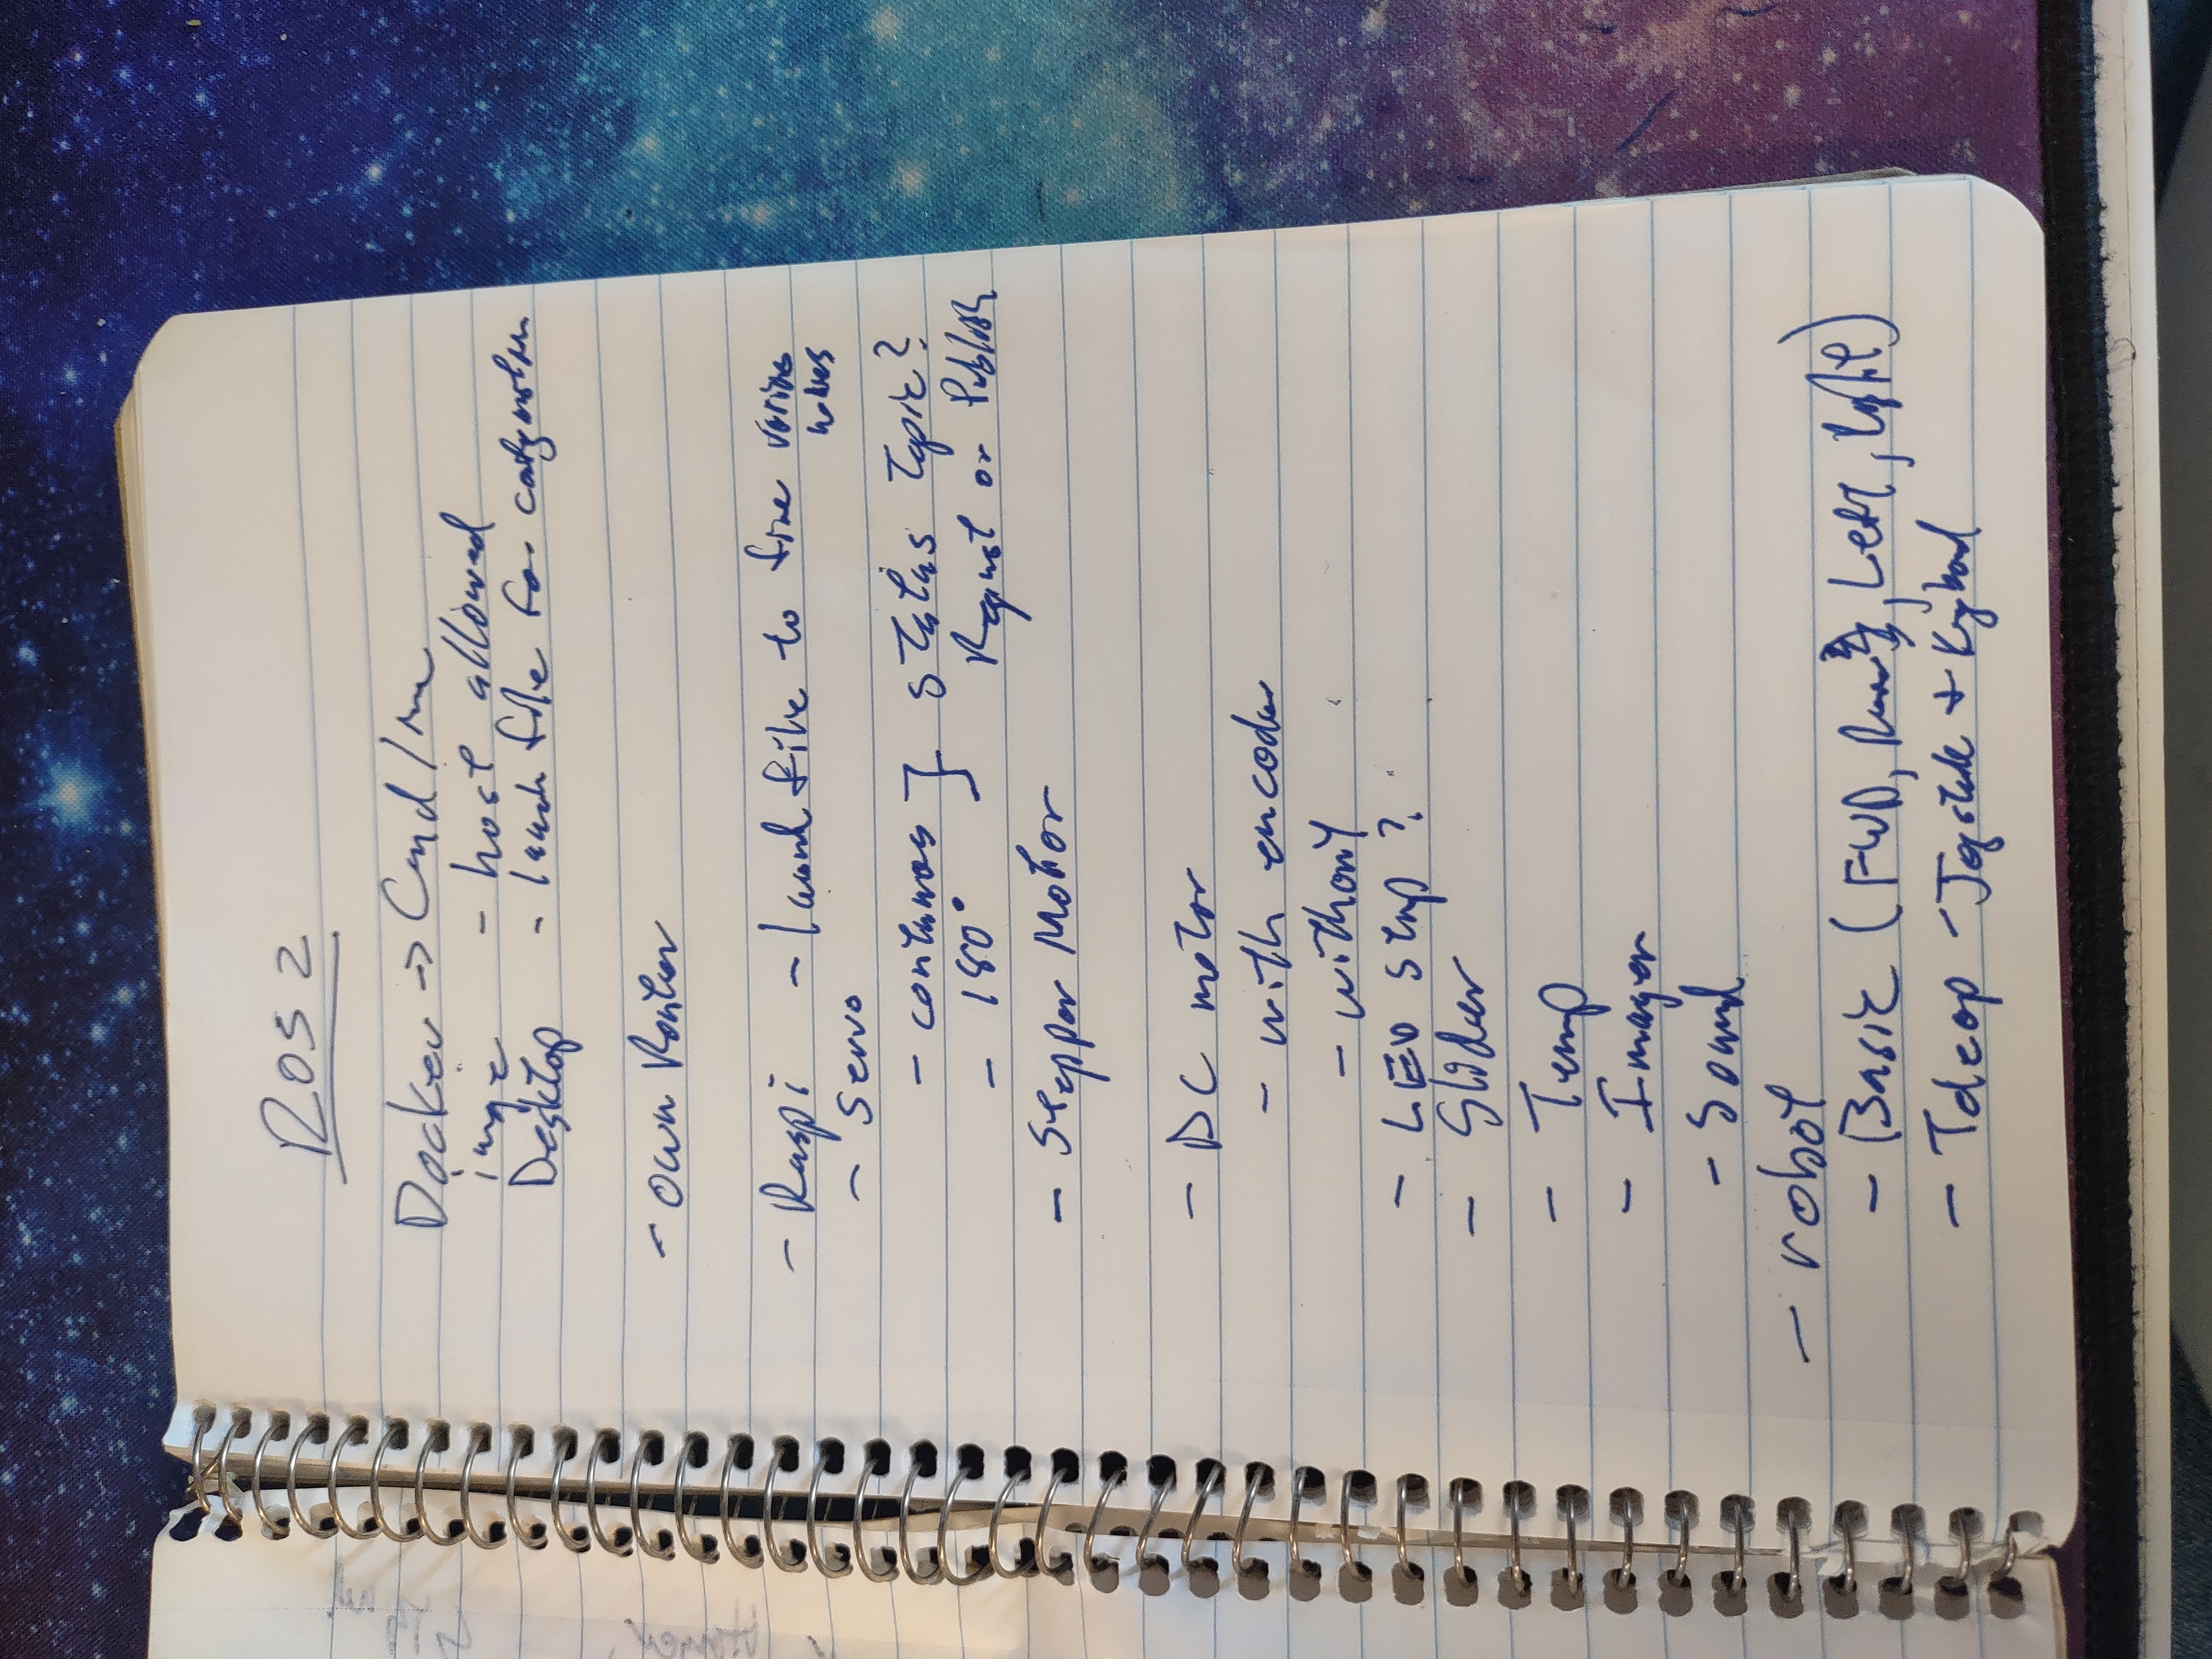 ROS 2
Docker → Cmd line
image - host allowed
Desktop - launch file for configuration
- own Router
- Raspi - launch file to fire various
nodes
- Servo
- continuous } status topic?
- 180° Request or Publish
- Stepper Motor
- DC motor
- with encoder
- without
- LED strip ?
- Slider
- Temp
- Imager
- Sound
- robot
- Basic (FWD, , Left, Right)
- Teleop - Joystick + Keyboard